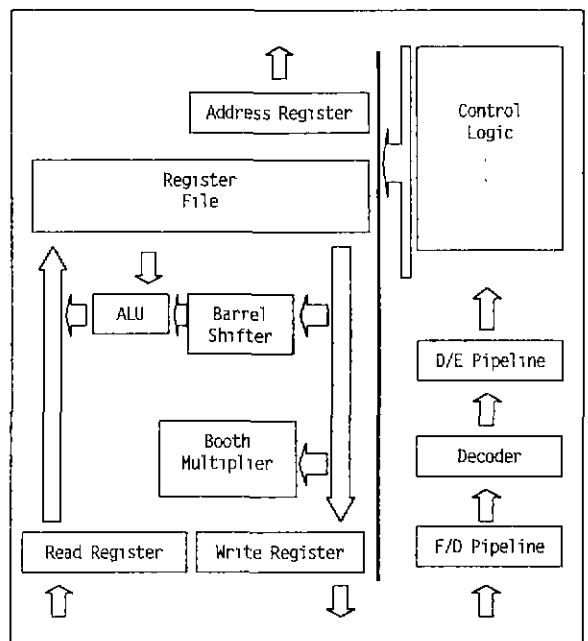 Address Register
Control
Logic
Register
File
ALU
Barrel
Shifter
D/E Pipeline
Booth
Multiplier
Decoder
Read Register
Write Register
F/D Pipeline